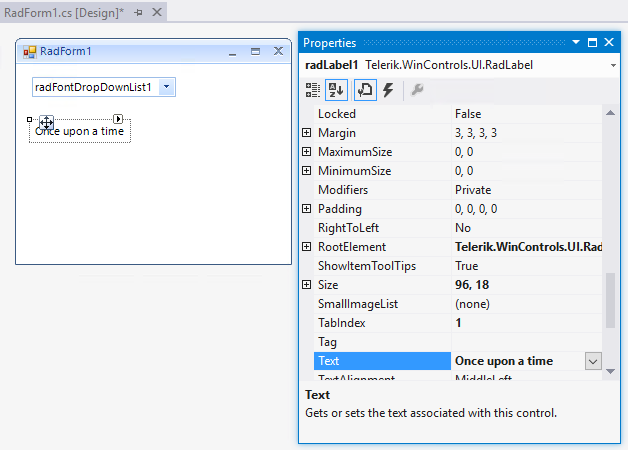 RadForm1.cs [Design]*
RadForm1
radFontDropDownList1
Once upon a time
Properties
radLabel1 Telerik.WinControls.UI.RadLabel
Locked False
Margin 3, 3, 3, 3
MaximumSize 0, 0
MinimumSize 0, 0
Modifiers Private
Padding 0, 0, 0, 0
RightToLeft No
RootElement Telerik.WinControls.UI.Rad
ShowItemToolTips True
Size 96, 18
SmallImageList (none)
TabIndex 1
Tag
Text Once upon a time
TextAlignment MiddleLeft
Text
Gets or sets the text associated with this control.